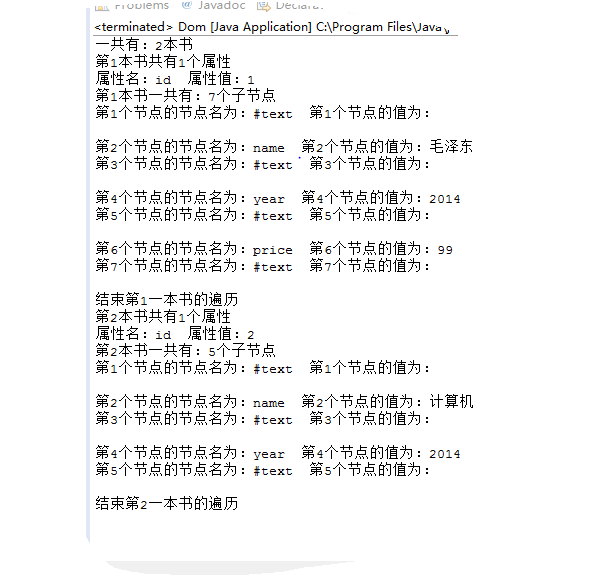 Problems @ Javadoc Declara
<terminated> Dom [Java Application] C:\Program Files\Java
一共有：2本书
第1本书共有1个属性
属性名：id  属性值：1
第1本书一共有：7个子节点
第1个节点的节点名为：#text  第1个节点的值为：
第2个节点的节点名为：name  第2个节点的值为：毛泽东
第3个节点的节点名为：#text  第3个节点的值为：
第4个节点的节点名为：year  第4个节点的值为：2014
第5个节点的节点名为：#text  第5个节点的值为：
第6个节点的节点名为：price  第6个节点的值为：99
第7个节点的节点名为：#text  第7个节点的值为：
结束第1一本书的遍历
第2本书共有1个属性
属性名：id  属性值：2
第2本书一共有：5个子节点
第1个节点的节点名为：#text  第1个节点的值为：
第2个节点的节点名为：name  第2个节点的值为：计算机
第3个节点的节点名为：#text  第3个节点的值为：
第4个节点的节点名为：year  第4个节点的值为：2014
第5个节点的节点名为：#text  第5个节点的值为：
结束第2一本书的遍历